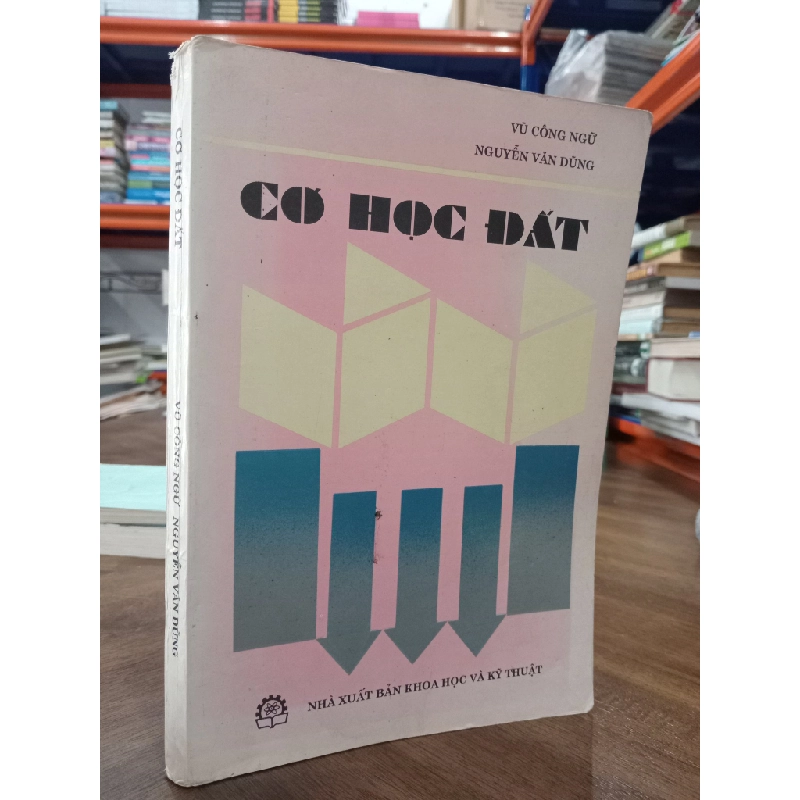 VŨ CÔNG NGỮ
NGUYỄN VĂN DŨNG
CƠ HỌC ĐẤT
NHÀ XUẤT BẢN KHOA HỌC VÀ KỸ THUẬT
CƠ HỌC ĐẤT
VŨ CÔNG NGỮ NGUYỄN VĂN DŨNG